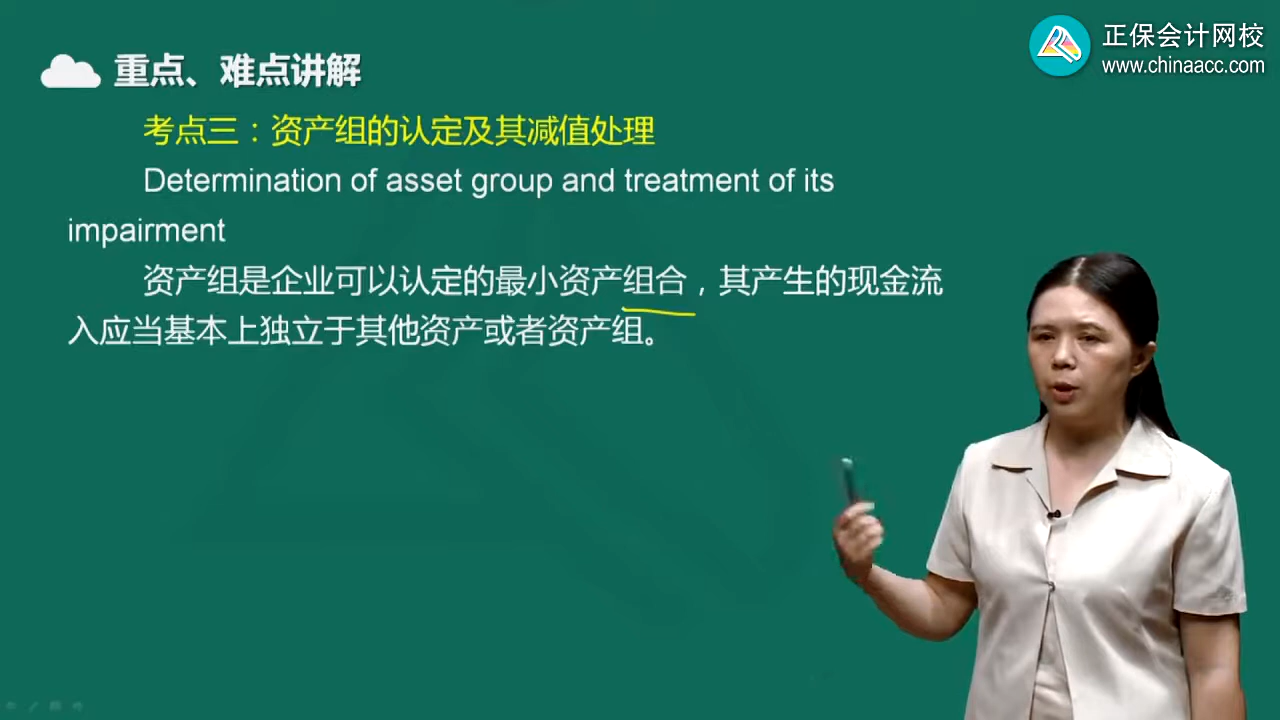 正保会计网校
www.chinaacc.com
重点、难点讲解
考点三：资产组的认定及其减值处理
Determination of asset group and treatment of its
impairment
资产组是企业可以认定的最小资产组合，其产生的现金流
入应当基本上独立于其他资产或者资产组。